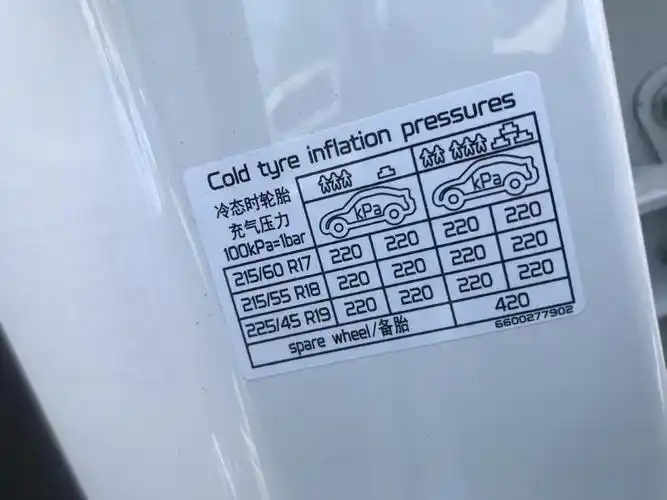 Cold tyre inflation pressures
冷态时轮胎
充气压力
100kPa=1bar
kPa
kPa
215/60 R17 220 220 220 220
215/55 R18 220 220 220 220
225/45 R19 220 220 220 220
spare wheel/备胎 420
6600277902